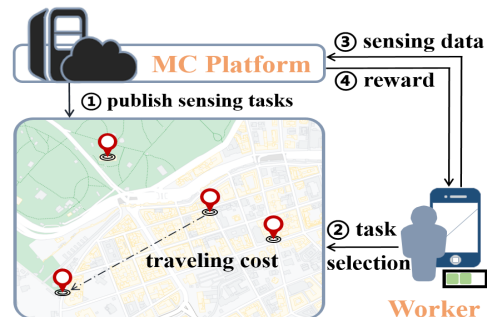 ③ sensing data
MC Platform
④ reward
① publish sensing tasks
② task
traveling cost
selection
Worker